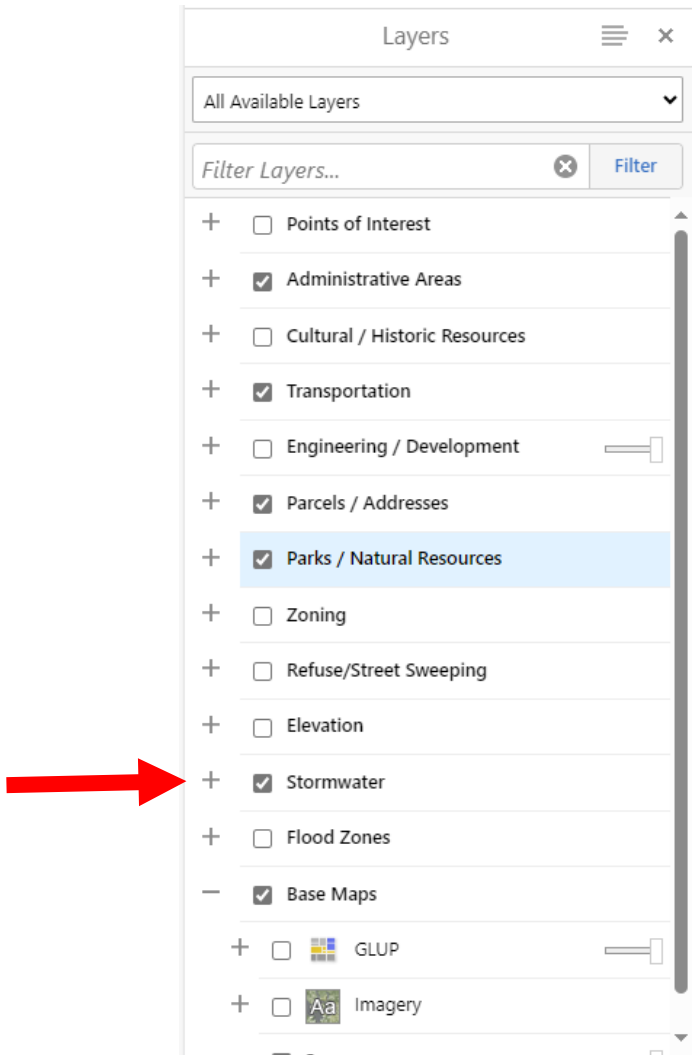 Layers
All Available Layers
Filter Layers...
Filter
Points of Interest
Administrative Areas
Cultural / Historic Resources
Transportation
Engineering / Development
Parcels / Addresses
Parks / Natural Resources
Zoning
Refuse/Street Sweeping
Elevation
Stormwater
Flood Zones
Base Maps
GLUP
Aa Imagery